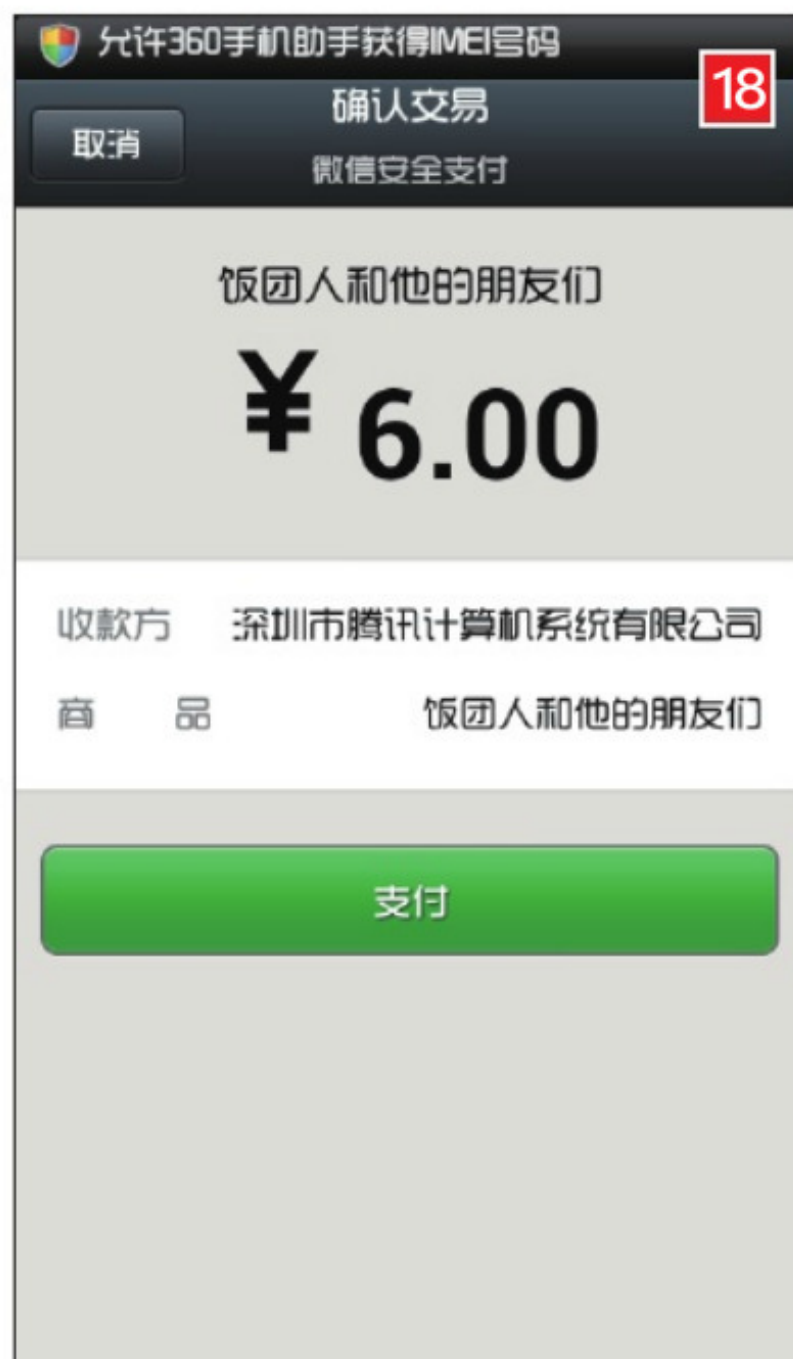 允许360手机助手获得IMEI号码
18
确认交易
取消
微信安全支付
饭团人和他的朋友们
¥ 6.00
收款方 深圳市腾讯计算机系统有限公司
商品 饭团人和他的朋友们
支付